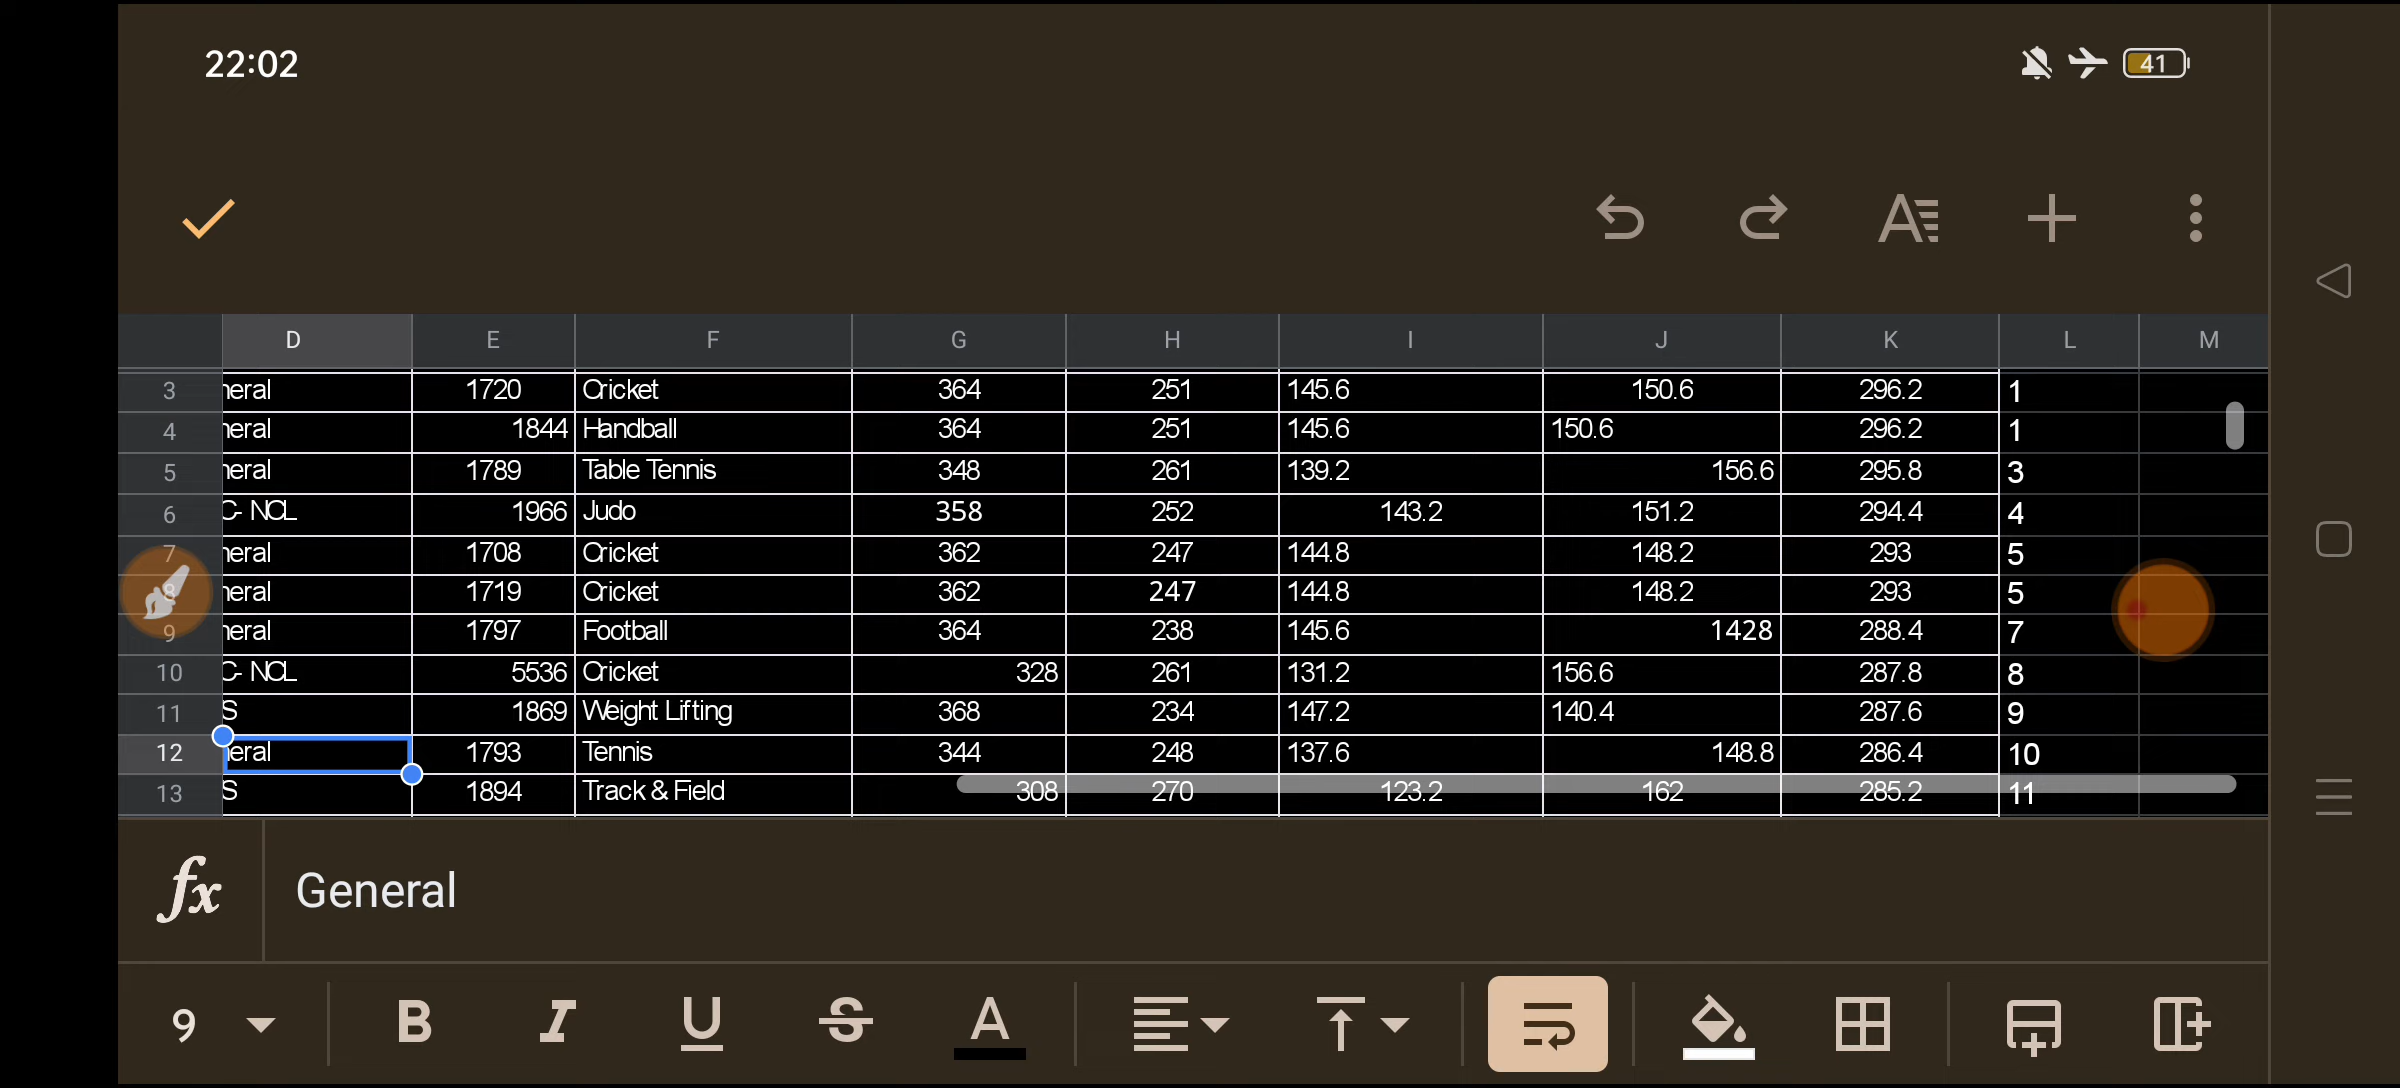 22:02
41
D E F G H I J K L M
3 neral 1720 Cricket 364 251 145.6 150.6 296.2 1
4 neral 1844 Handball 364 251 145.6 150.6 296.2 1
5 neral 1789 Table Tennis 348 261 139.2 156.6 295.8 3
6 C- NCL 1966 Judo 358 252 143.2 151.2 294.4 4
7 neral 1708 Cricket 362 247 144.8 148.2 293 5
8 neral 1719 Cricket 362 247 144.8 148.2 293 5
9 neral 1797 Football 364 238 145.6 1428 288.4 7
10 C- NCL 5536 Cricket 328 261 131.2 156.6 287.8 8
11 S 1869 Weight Lifting 368 234 147.2 140.4 287.6 9
12 neral 1793 Tennis 344 248 137.6 148.8 286.4 10
13 S 1894 Track & Field 308 270 123.2 162 285.2 11
fx General
9 B I U S A